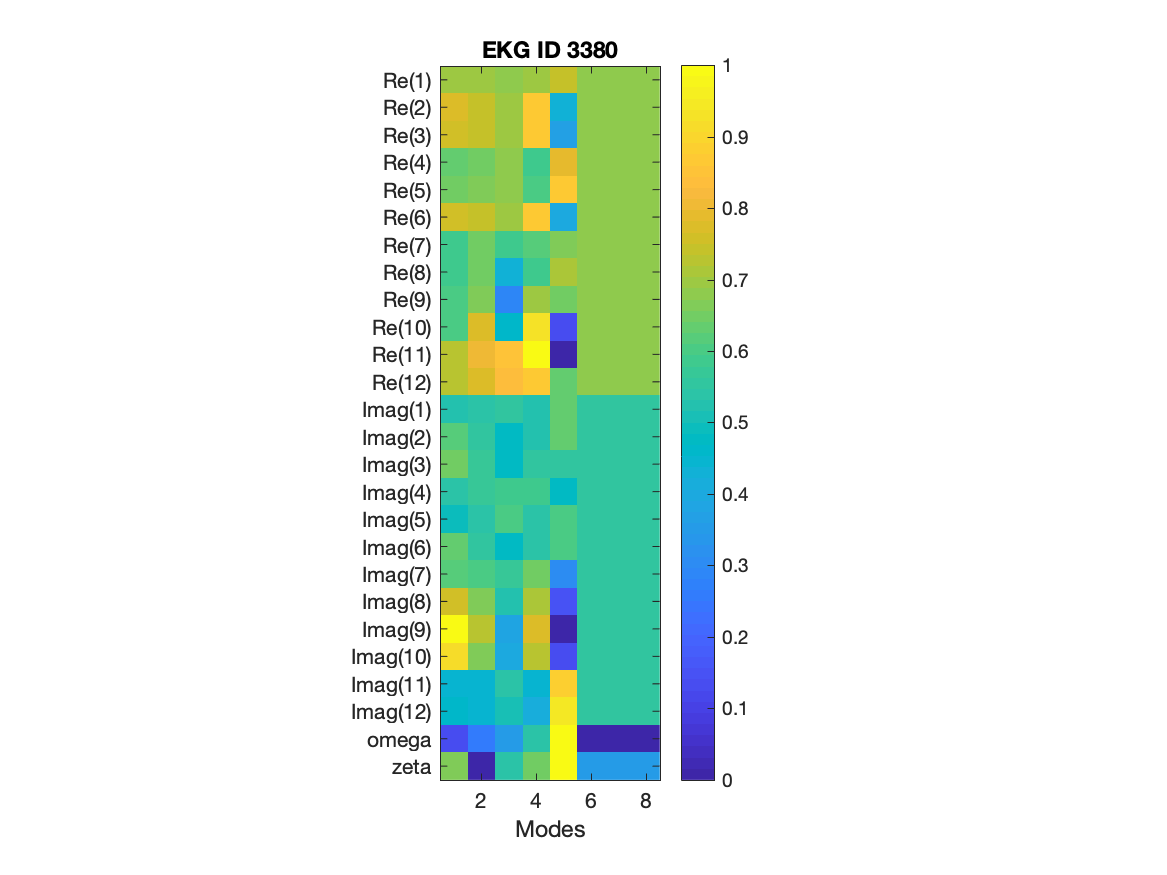 EKG ID 3380
Re(1)
Re(2)
Re(3)
Re(4)
Re(5)
Re(6)
Re(7)
Re(8)
Re(9)
Re(10)
Re(11)
Re(12)
Imag(1)
Imag(2)
Imag(3)
Imag(4)
Imag(5)
Imag(6)
Imag(7)
Imag(8)
Imag(9)
Imag(10)
Imag(11)
Imag(12)
omega
zeta
2 4 6 8
Modes
1
0.9
0.8
0.7
0.6
0.5
0.4
0.3
0.2
0.1
0